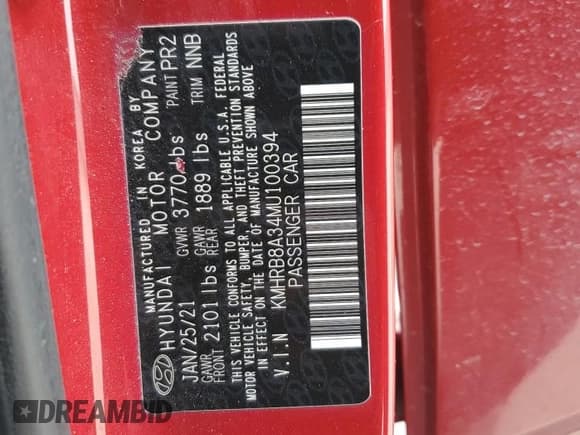 MANUFACTURED IN KOREA BY
HYUNDAI MOTOR COMPANY
JAN/25/21 GVWR 3770 lbs PAINT PR2
GAWR FRONT 2101 lbs GAWR REAR 1889 lbs TRIM NNB
THIS VEHICLE CONFORMS TO ALL APPLICABLE U.S.A. FEDERAL
MOTOR VEHICLE SAFETY, BUMPER, AND THEFT PREVENTION STANDARDS
IN EFFECT ON THE DATE OF MANUFACTURE SHOWN ABOVE
V.I.N KMHRB8A34MU100394
PASSENGER CAR
DREAMBID